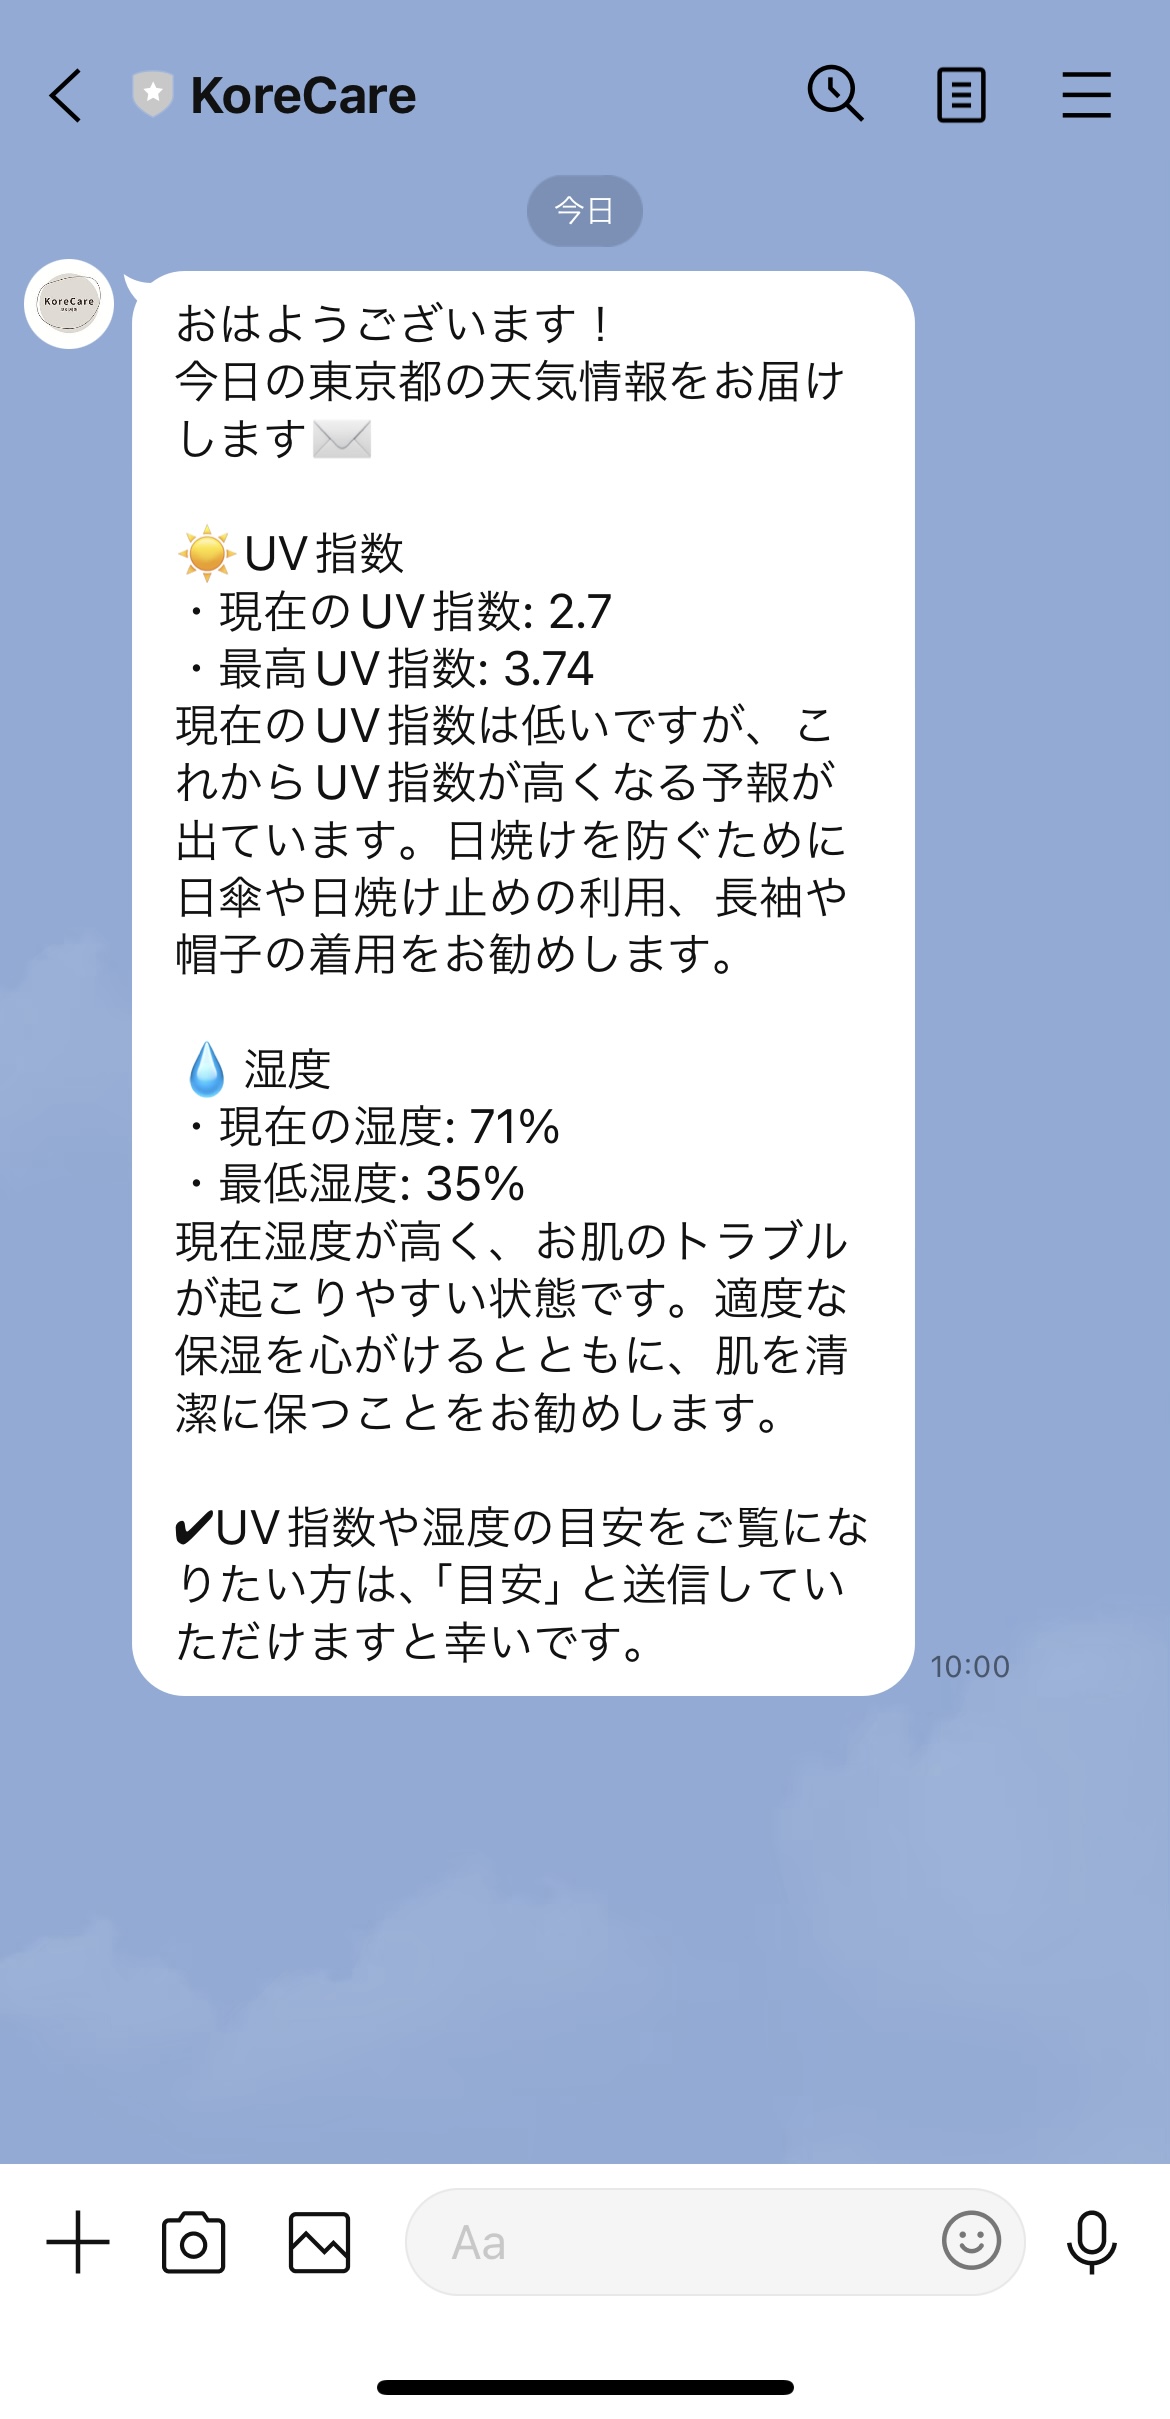 KoreCare
今日
KoreCare
おはようございます！
今日の東京都の天気情報をお届け
します✉️
☀️UV指数
・現在のUV指数: 2.7
・最高UV指数: 3.74
現在のUV指数は低いですが、こ
れからUV指数が高くなる予報が
出ています。日焼けを防ぐために
日傘や日焼け止めの利用、長袖や
帽子の着用をお勧めします。
💧湿度
・現在の湿度: 71%
・最低湿度: 35%
現在湿度が高く、お肌のトラブル
が起こりやすい状態です。適度な
保湿を心がけるとともに、肌を清
潔に保つことをお勧めします。
✔UV指数や湿度の目安をご覧にな
りたい方は、「目安」と送信してい
ただけますと幸いです。
10:00
Aa